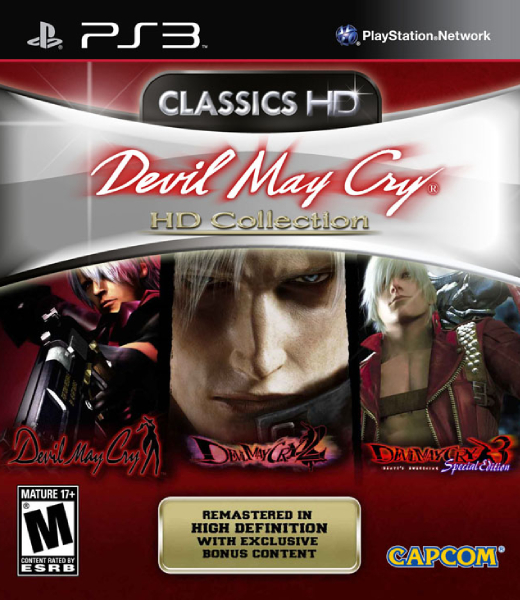 PS3
PlayStation®Network
CLASSICS HD
Devil May Cry®
HD Collection
Devil May Cry
Devil May Cry 2
Devil May Cry 3
DANTE'S AWAKENING Special Edition
MATURE 17+
M®
CONTENT RATED BY
ESRB
REMASTERED IN
HIGH DEFINITION
WITH EXCLUSIVE
BONUS CONTENT
CAPCOM®